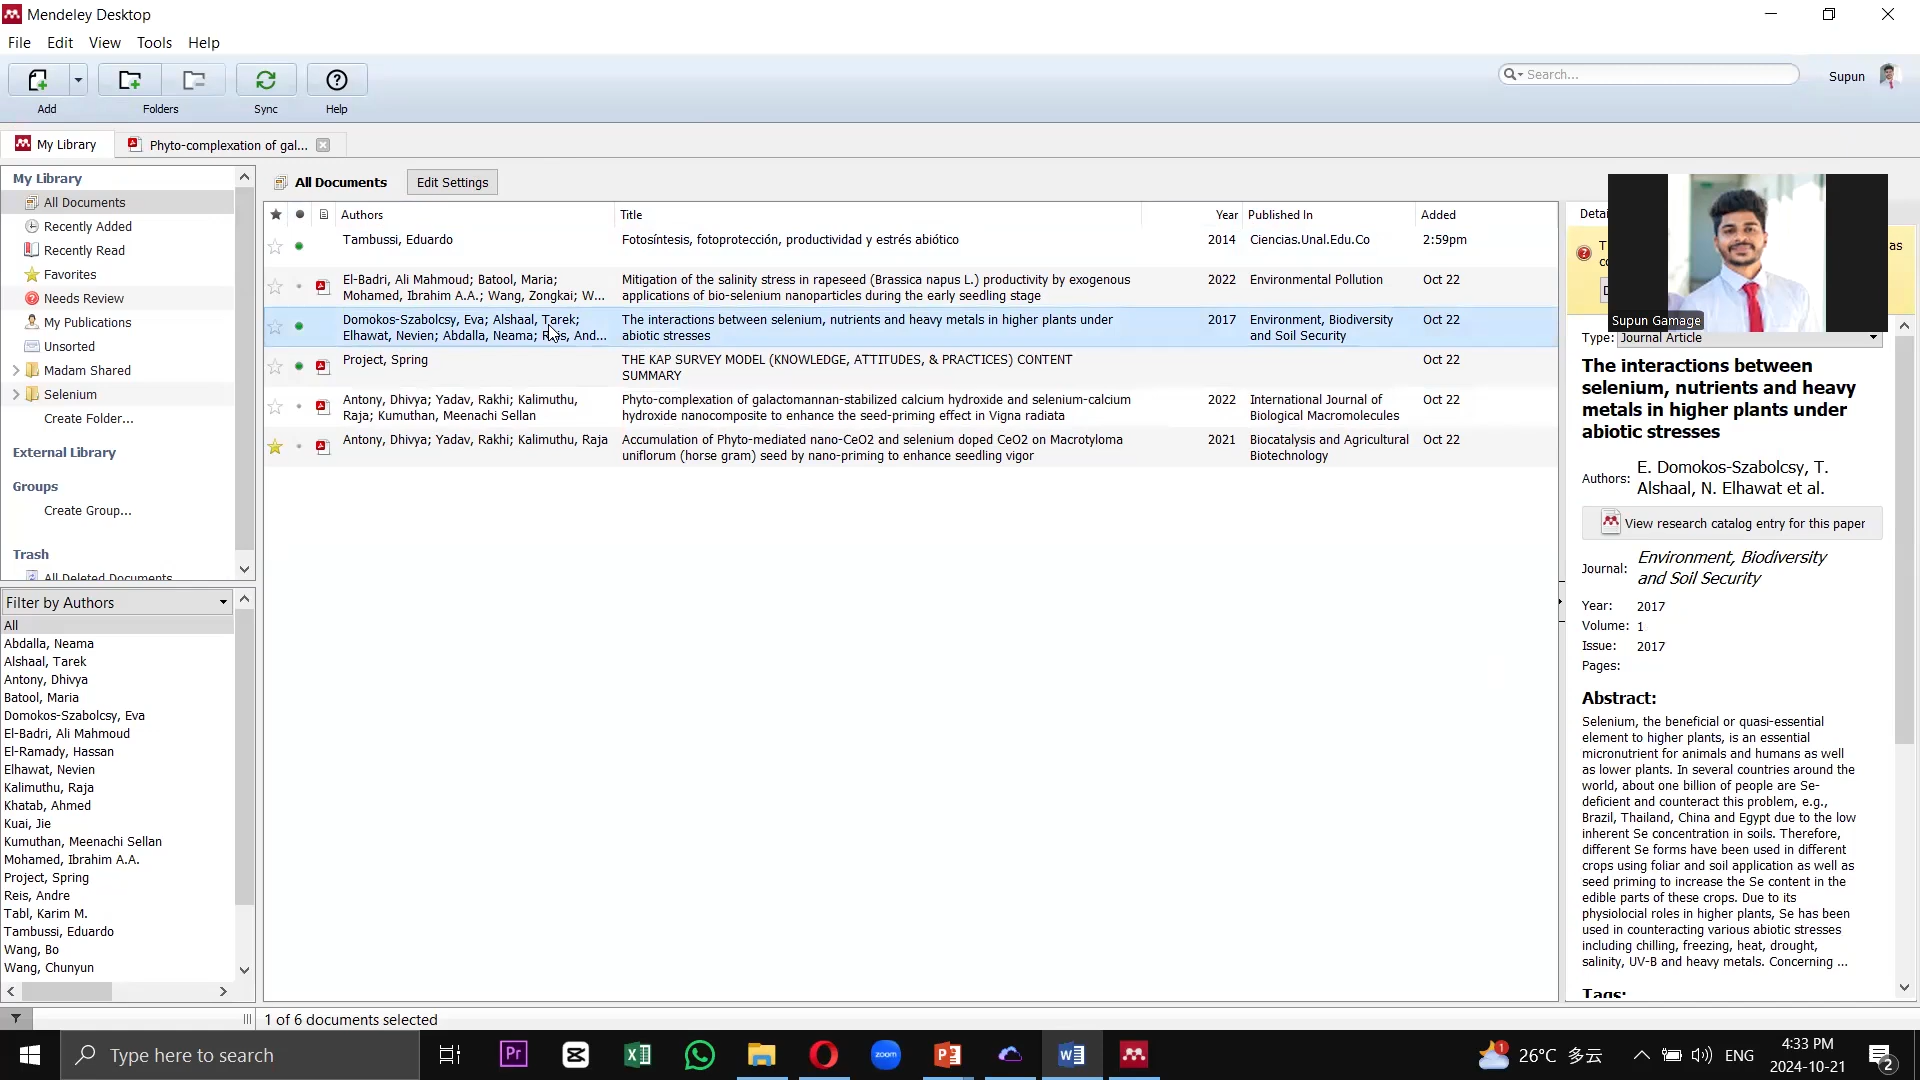 Mendeley Desktop
File Edit View Tools Help
Add Folders Sync Help
Search... Supun
My Library Phyto-complexation of gal...
My Library
All Documents
Recently Added
Recently Read
Favorites
Needs Review
My Publications
Unsorted
Madam Shared
Selenium
Create Folder...
External Library
Groups
Create Group...
Trash
All Deleted Documents
Filter by Authors
All
Abdalla, Neama
Alshaal, Tarek
Antony, Dhivya
Batool, Maria
Domokos-Szabolcsy, Eva
El-Badri, Ali Mahmoud
El-Ramady, Hassan
Elhawat, Nevien
Kalimuthu, Raja
Khatab, Ahmed
Kuai, Jie
Kumuthan, Meenachi Sellan
Mohamed, Ibrahim A.A.
Project, Spring
Reis, Andre
Tabl, Karim M.
Tambussi, Eduardo
Wang, Bo
Wang, Chunyun
All Documents Edit Settings
Authors Title Year Published In Added
Tambussi, Eduardo Fotosíntesis, fotoprotección, productividad y estrés abiótico 2014 Ciencias.Unal.Edu.Co 2:59pm
El-Badri, Ali Mahmoud; Batool, Maria; Mitigation of the salinity stress in rapeseed (Brassica napus L.) productivity by exogenous 2022 Environmental Pollution Oct 22
Mohamed, Ibrahim A.A.; Wang, Zongkai; W... applications of bio-selenium nanoparticles during the early seedling stage
Domokos-Szabolcsy, Eva; Alshaal, Tarek; The interactions between selenium, nutrients and heavy metals in higher plants under 2017 Environment, Biodiversity Oct 22
Elhawat, Nevien; Abdalla, Neama; Reis, And... abiotic stresses and Soil Security
Project, Spring THE KAP SURVEY MODEL (KNOWLEDGE, ATTITUDES, & PRACTICES) CONTENT Oct 22
SUMMARY
Antony, Dhivya; Yadav, Rakhi; Kalimuthu, Phyto-complexation of galactomannan-stabilized calcium hydroxide and selenium-calcium 2022 International Journal of Oct 22
Raja; Kumuthan, Meenachi Sellan hydroxide nanocomposite to enhance the seed-priming effect in Vigna radiata Biological Macromolecules
Antony, Dhivya; Yadav, Rakhi; Kalimuthu, Raja Accumulation of Phyto-mediated nano-CeO2 and selenium doped CeO2 on Macrotyloma 2021 Biocatalysis and Agricultural Oct 22
uniflorum (horse gram) seed by nano-priming to enhance seedling vigor Biotechnology
1 of 6 documents selected
as
Supun Gamage
Type: Journal Article
The interactions between
selenium, nutrients and heavy
metals in higher plants under
abiotic stresses
Authors: E. Domokos-Szabolcsy, T.
Alshaal, N. Elhawat et al.
View research catalog entry for this paper
Journal: Environment, Biodiversity
and Soil Security
Year: 2017
Volume: 1
Issue: 2017
Pages:
Abstract:
Selenium, the beneficial or quasi-essential
element to higher plants, is an essential
micronutrient for animals and humans as well
as lower plants. In several countries around the
world, about one billion of people are Se-
deficient and counteract this problem, e.g.,
Brazil, Thailand, China and Egypt due to the low
inherent Se concentration in soils. Therefore,
different Se forms have been used in different
crops using foliar and soil application as well as
seed priming to increase the Se content in the
edible parts of these crops. Due to its
physiolocial roles in higher plants, Se has been
used in counteracting various abiotic stresses
including chilling, freezing, heat, drought,
salinity, UV-B and heavy metals. Concerning ...
Tags:
Type here to search
Pr
zoom
1 26°C 多云 ENG
4:33 PM
2024-10-21
2